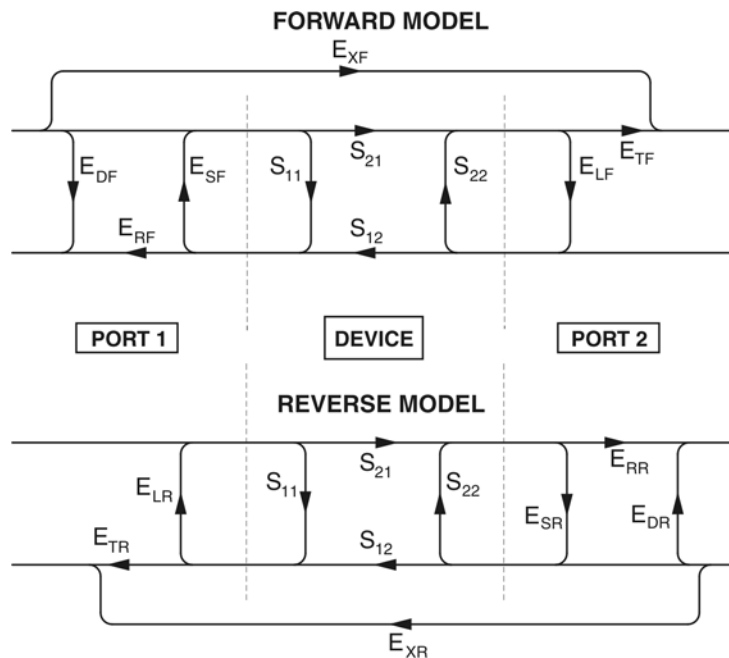 FORWARD MODEL
E_XF
E_DF
E_SF
S_11
S_21
S_22
E_LF
E_TF
E_RF
S_12
PORT 1
DEVICE
PORT 2
REVERSE MODEL
E_LR
S_11
S_21
S_22
E_SR
E_RR
E_DR
E_TR
S_12
E_XR